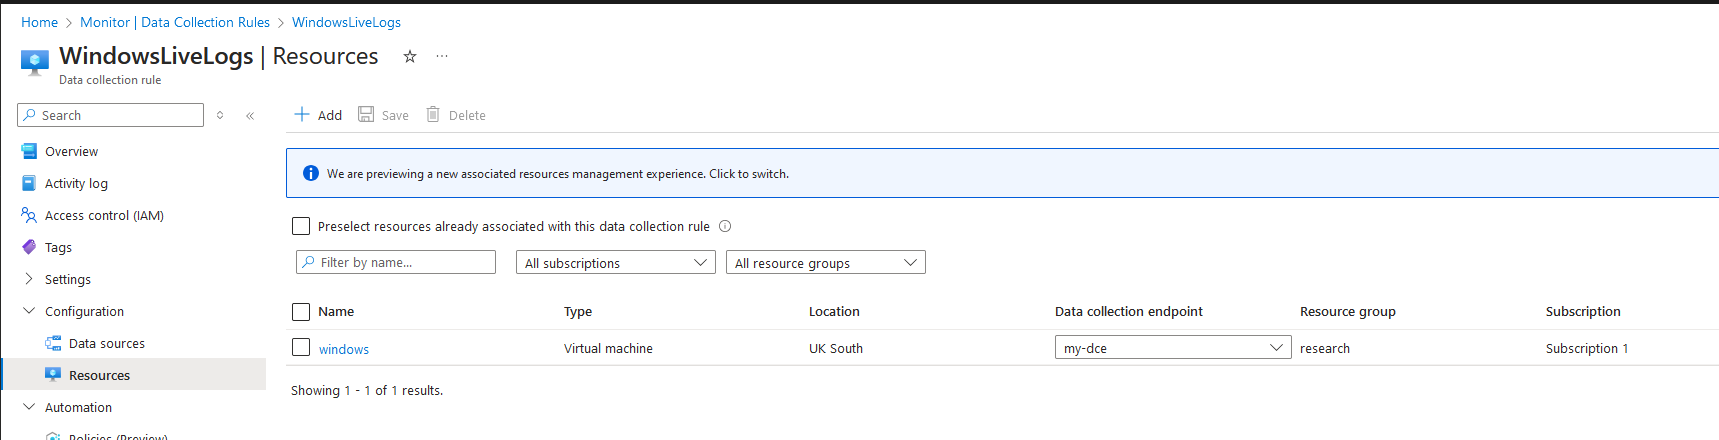 Home > Monitor | Data Collection Rules > WindowsLiveLogs
WindowsLiveLogs | Resources
Data collection rule
Search
Add Save Delete
Overview
We are previewing a new associated resources management experience. Click to switch.
Activity log
Access control (IAM)
Preselect resources already associated with this data collection rule
Tags
Filter by name... All subscriptions All resource groups
Settings
Configuration
Name Type Location Data collection endpoint Resource group Subscription
Data sources
windows Virtual machine UK South my-dce research Subscription 1
Resources
Showing 1 - 1 of 1 results.
Automation
Policies (Preview)